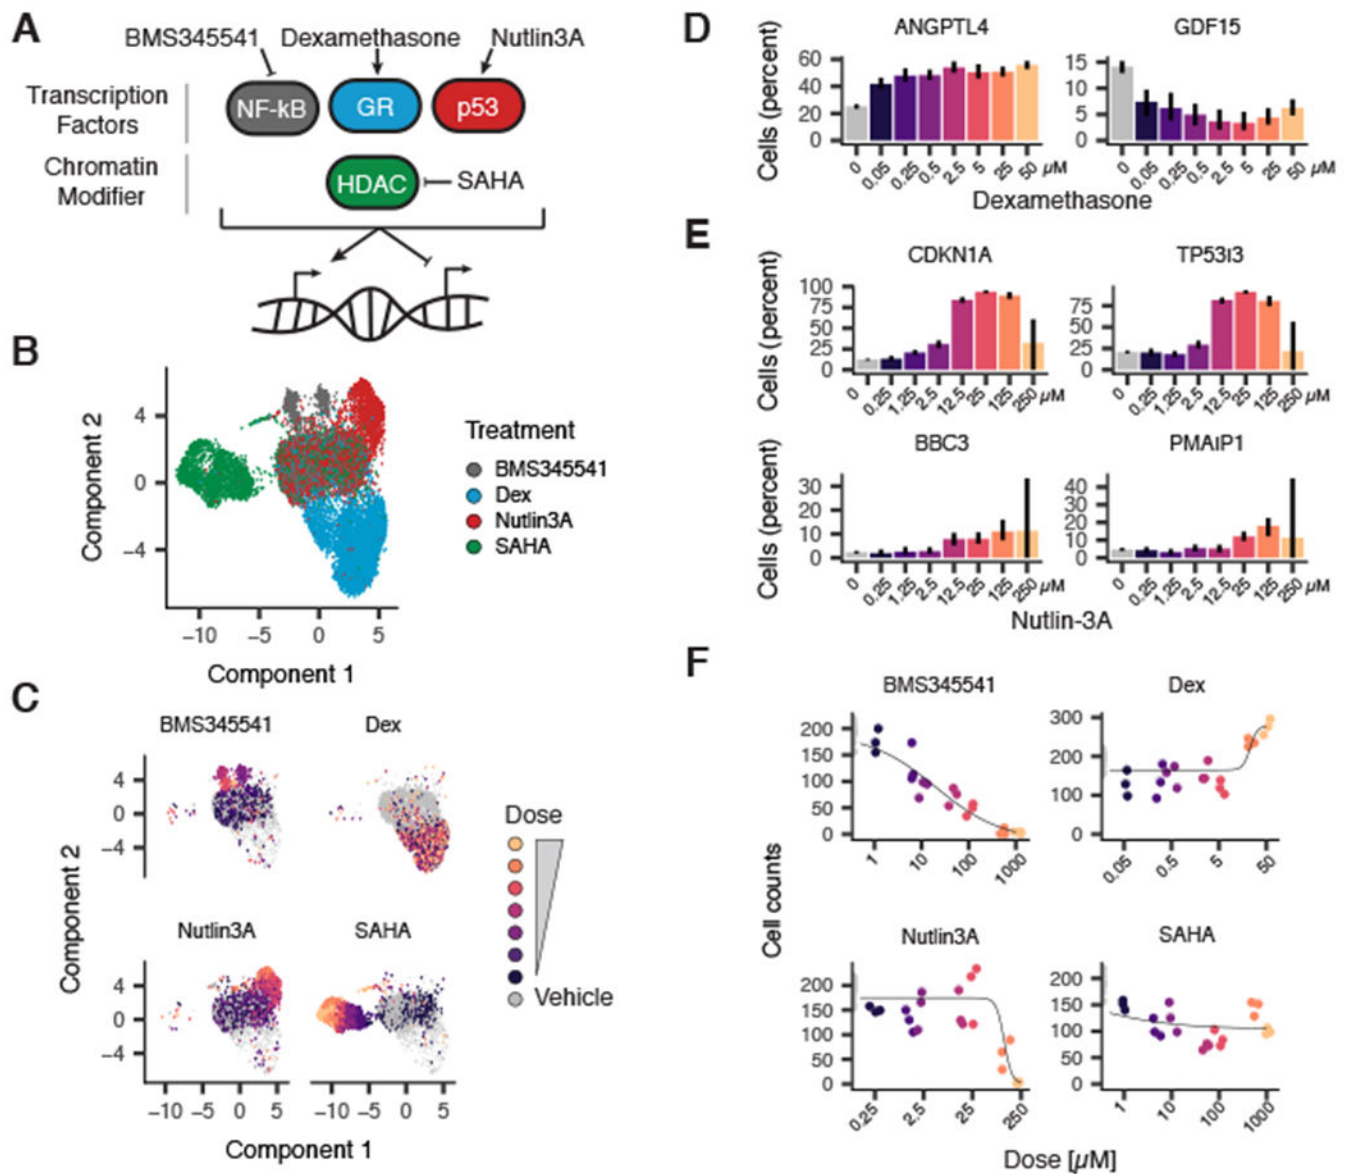 A
BMS345541 Dexamethasone Nutlin3A
Transcription
Factors
NF-kB GR p53
Chromatin
Modifier
HDAC SAHA
B
Component 2
4
0
−4
−10 −5 0 5
Component 1
Treatment
BMS345541
Dex
Nutlin3A
SAHA
C
BMS345541 Dex
4
0
−4
Component 2
Nutlin3A SAHA
4
0
−4
−10 −5 0 5 −10 −5 0 5
Component 1
Dose
Vehicle
D
ANGPTL4 GDF15
Cells (percent)
60
40
20
0
0 0.05 0.25 0.5 2.5 5 25 50 µM
15
10
5
0
0 0.05 0.25 0.5 2.5 5 25 50 µM
Dexamethasone
E
CDKN1A TP53I3
Cells (percent)
100
75
50
25
0
0 0.25 1.25 2.5 12.5 25 125 250 µM
75
50
25
0
0 0.25 1.25 2.5 12.5 25 125 250 µM
BBC3 PMAIP1
Cells (percent)
30
20
10
0
0 0.25 1.25 2.5 12.5 25 125 250 µM
40
30
20
10
0
0 0.25 1.25 2.5 12.5 25 125 250 µM
Nutlin-3A
F
BMS345541 Dex
200
150
100
50
0
1 10 100 1000
300
200
100
0
0.05 0.5 5 50
Cell counts
Nutlin3A SAHA
200
150
100
50
0
0.25 2.5 25 250
200
150
100
50
0
1 10 100 1000
Dose [µM]